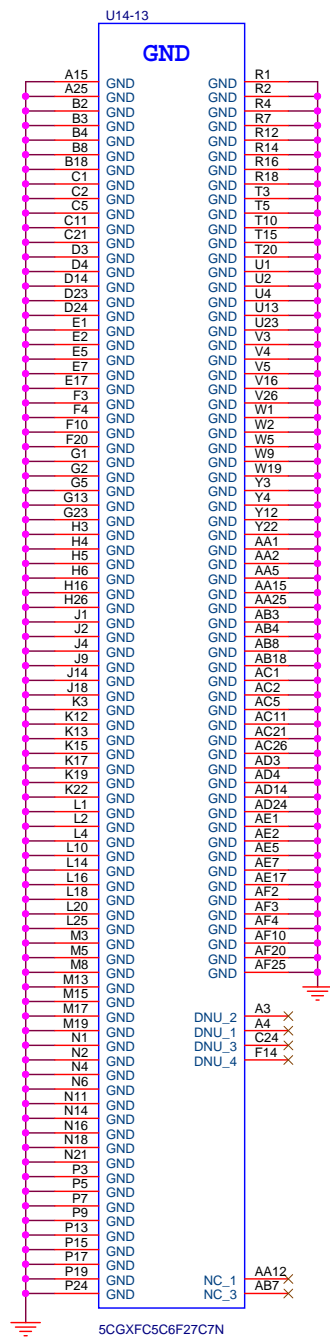 U14-13
GND
A15 GND GND R1
A25 GND GND R2
B2 GND GND R4
B3 GND GND R7
B4 GND GND R12
B8 GND GND R14
B18 GND GND R16
C1 GND GND R18
C2 GND GND T3
C5 GND GND T5
C11 GND GND T10
C21 GND GND T15
D3 GND GND T20
D4 GND GND U1
D14 GND GND U2
D23 GND GND U4
D24 GND GND U13
E1 GND GND U23
E2 GND GND V3
E5 GND GND V4
E7 GND GND V5
E17 GND GND V16
F3 GND GND V26
F4 GND GND W1
F10 GND GND W2
F20 GND GND W5
G1 GND GND W9
G2 GND GND W19
G5 GND GND Y3
G13 GND GND Y4
G23 GND GND Y12
H3 GND GND Y22
H4 GND GND AA1
H5 GND GND AA2
H6 GND GND AA5
H16 GND GND AA15
H26 GND GND AA25
J1 GND GND AB3
J2 GND GND AB4
J4 GND GND AB8
J9 GND GND AB18
J14 GND GND AC1
J18 GND GND AC2
K3 GND GND AC5
K12 GND GND AC11
K13 GND GND AC21
K15 GND GND AC26
K17 GND GND AD3
K19 GND GND AD4
K22 GND GND AD14
L1 GND GND AD24
L2 GND GND AE1
L4 GND GND AE2
L10 GND GND AE5
L14 GND GND AE7
L16 GND GND AE17
L18 GND GND AF2
L20 GND GND AF3
L25 GND GND AF4
M3 GND GND AF10
M5 GND GND AF20
M8 GND GND AF25
M13 GND
M15 GND
M17 GND DNU_2 A3
M19 GND DNU_1 A4
N1 GND DNU_3 C24
N2 GND DNU_4 F14
N4 GND
N6 GND
N11 GND
N14 GND
N16 GND
N18 GND
N21 GND
P3 GND
P5 GND
P7 GND
P9 GND
P13 GND
P15 GND
P17 GND
P19 GND NC_1 AA12
P24 GND NC_3 AB7
5CGXFC5C6F27C7N